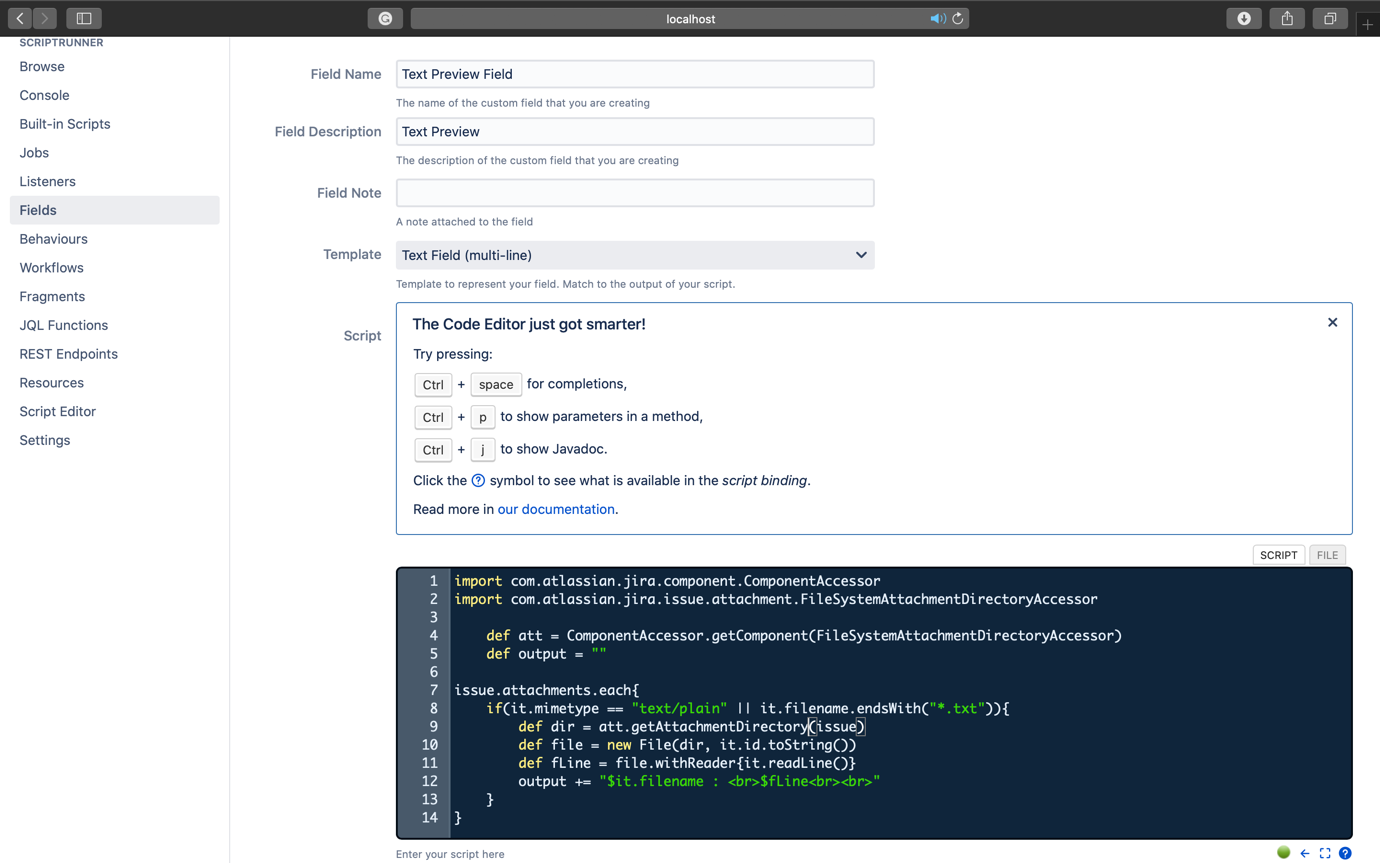 localhost
SCRIPTRUNNER
Browse
Console
Built-in Scripts
Jobs
Listeners
Fields
Behaviours
Workflows
Fragments
JQL Functions
REST Endpoints
Resources
Script Editor
Settings
Field Name Text Preview Field
The name of the custom field that you are creating
Field Description Text Preview
The description of the custom field that you are creating
Field Note
A note attached to the field
Template Text Field (multi-line)
Template to represent your field. Match to the output of your script.
Script
The Code Editor just got smarter!
Try pressing:
Ctrl + space for completions,
Ctrl + p to show parameters in a method,
Ctrl + j to show Javadoc.
Click the ? symbol to see what is available in the script binding.
Read more in our documentation.
SCRIPT FILE
1 import com.atlassian.jira.component.ComponentAccessor
2 import com.atlassian.jira.issue.attachment.FileSystemAttachmentDirectoryAccessor
3
4     def att = ComponentAccessor.getComponent(FileSystemAttachmentDirectoryAccessor)
5     def output = ""
6
7 issue.attachments.each{
8     if(it.mimetype == "text/plain" || it.filename.endsWith("*.txt")){
9         def dir = att.getAttachmentDirectory(issue)
10         def file = new File(dir, it.id.toString())
11         def fLine = file.withReader{it.readLine()}
12         output += "$it.filename : <br>$fLine<br><br>"
13     }
14 }
Enter your script here